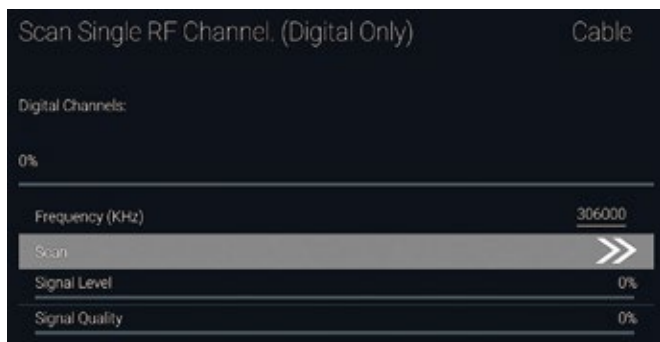 Scan Single RF Channel. (Digital Only) Cable
Digital Channels:
0%
Frequency (KHz) 306000
Scan
Signal Level 0%
Signal Quality 0%